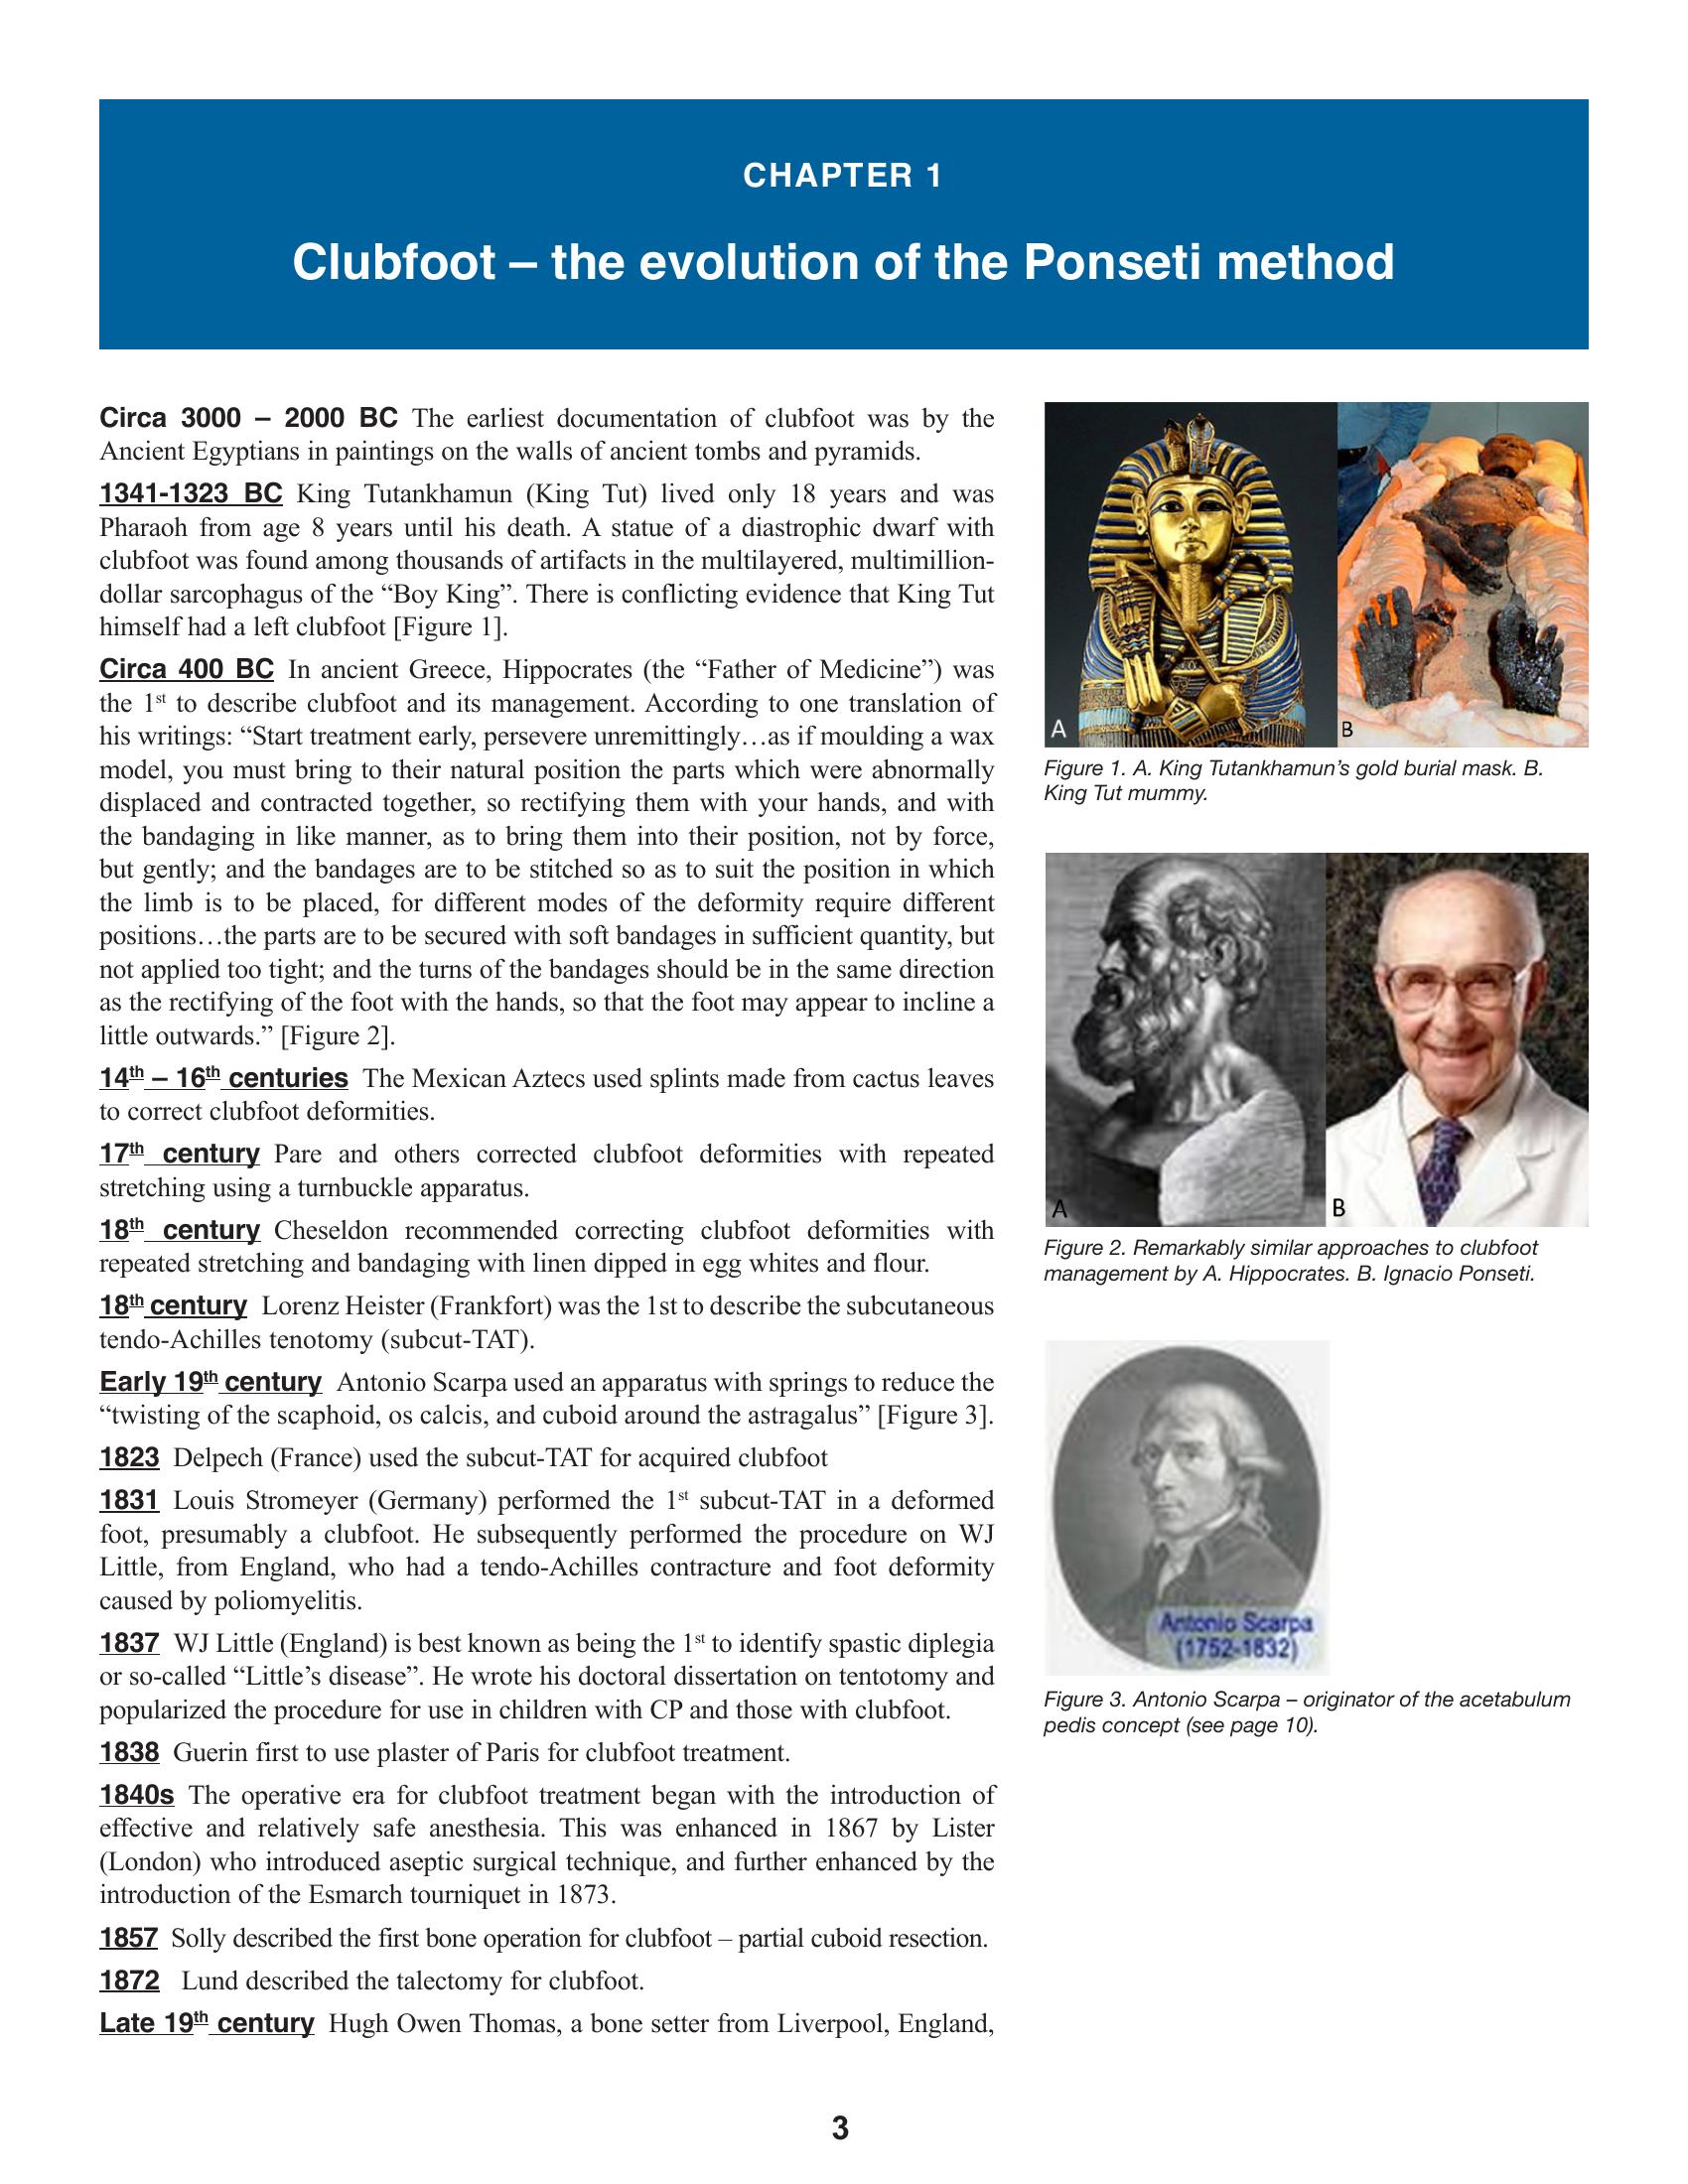 CHAPTER 1
Clubfoot – the evolution of the Ponseti method
Circa 3000 – 2000 BC The earliest documentation of clubfoot was by the
Ancient Egyptians in paintings on the walls of ancient tombs and pyramids.
1341-1323 BC King Tutankhamun (King Tut) lived only 18 years and was
Pharaoh from age 8 years until his death. A statue of a diastrophic dwarf with
clubfoot was found among thousands of artifacts in the multilayered, multimillion-
dollar sarcophagus of the “Boy King”. There is conflicting evidence that King Tut
himself had a left clubfoot [Figure 1].
Circa 400 BC In ancient Greece, Hippocrates (the “Father of Medicine”) was
the 1st to describe clubfoot and its management. According to one translation of
his writings: “Start treatment early, persevere unremittingly…as if moulding a wax
model, you must bring to their natural position the parts which were abnormally
displaced and contracted together, so rectifying them with your hands, and with
the bandaging in like manner, as to bring them into their position, not by force,
but gently; and the bandages are to be stitched so as to suit the position in which
the limb is to be placed, for different modes of the deformity require different
positions…the parts are to be secured with soft bandages in sufficient quantity, but
not applied too tight; and the turns of the bandages should be in the same direction
as the rectifying of the foot with the hands, so that the foot may appear to incline a
little outwards.” [Figure 2].
14th – 16th centuries The Mexican Aztecs used splints made from cactus leaves
to correct clubfoot deformities.
17th century Pare and others corrected clubfoot deformities with repeated
stretching using a turnbuckle apparatus.
18th century Cheseldon recommended correcting clubfoot deformities with
repeated stretching and bandaging with linen dipped in egg whites and flour.
18th century Lorenz Heister (Frankfort) was the 1st to describe the subcutaneous
tendo-Achilles tenotomy (subcut-TAT).
Early 19th century Antonio Scarpa used an apparatus with springs to reduce the
“twisting of the scaphoid, os calcis, and cuboid around the astragalus” [Figure 3].
1823 Delpech (France) used the subcut-TAT for acquired clubfoot
1831 Louis Stromeyer (Germany) performed the 1st subcut-TAT in a deformed
foot, presumably a clubfoot. He subsequently performed the procedure on WJ
Little, from England, who had a tendo-Achilles contracture and foot deformity
caused by poliomyelitis.
1837 WJ Little (England) is best known as being the 1st to identify spastic diplegia
or so-called “Little’s disease”. He wrote his doctoral dissertation on tentotomy and
popularized the procedure for use in children with CP and those with clubfoot.
1838 Guerin first to use plaster of Paris for clubfoot treatment.
1840s The operative era for clubfoot treatment began with the introduction of
effective and relatively safe anesthesia. This was enhanced in 1867 by Lister
(London) who introduced aseptic surgical technique, and further enhanced by the
introduction of the Esmarch tourniquet in 1873.
1857 Solly described the first bone operation for clubfoot – partial cuboid resection.
1872 Lund described the talectomy for clubfoot.
Late 19th century Hugh Owen Thomas, a bone setter from Liverpool, England,
A
B
Figure 1. A. King Tutankhamun’s gold burial mask. B.
King Tut mummy.
A
B
Figure 2. Remarkably similar approaches to clubfoot
management by A. Hippocrates. B. Ignacio Ponseti.
Antonio Scarpa
(1752-1832)
Figure 3. Antonio Scarpa – originator of the acetabulum
pedis concept (see page 10).
3